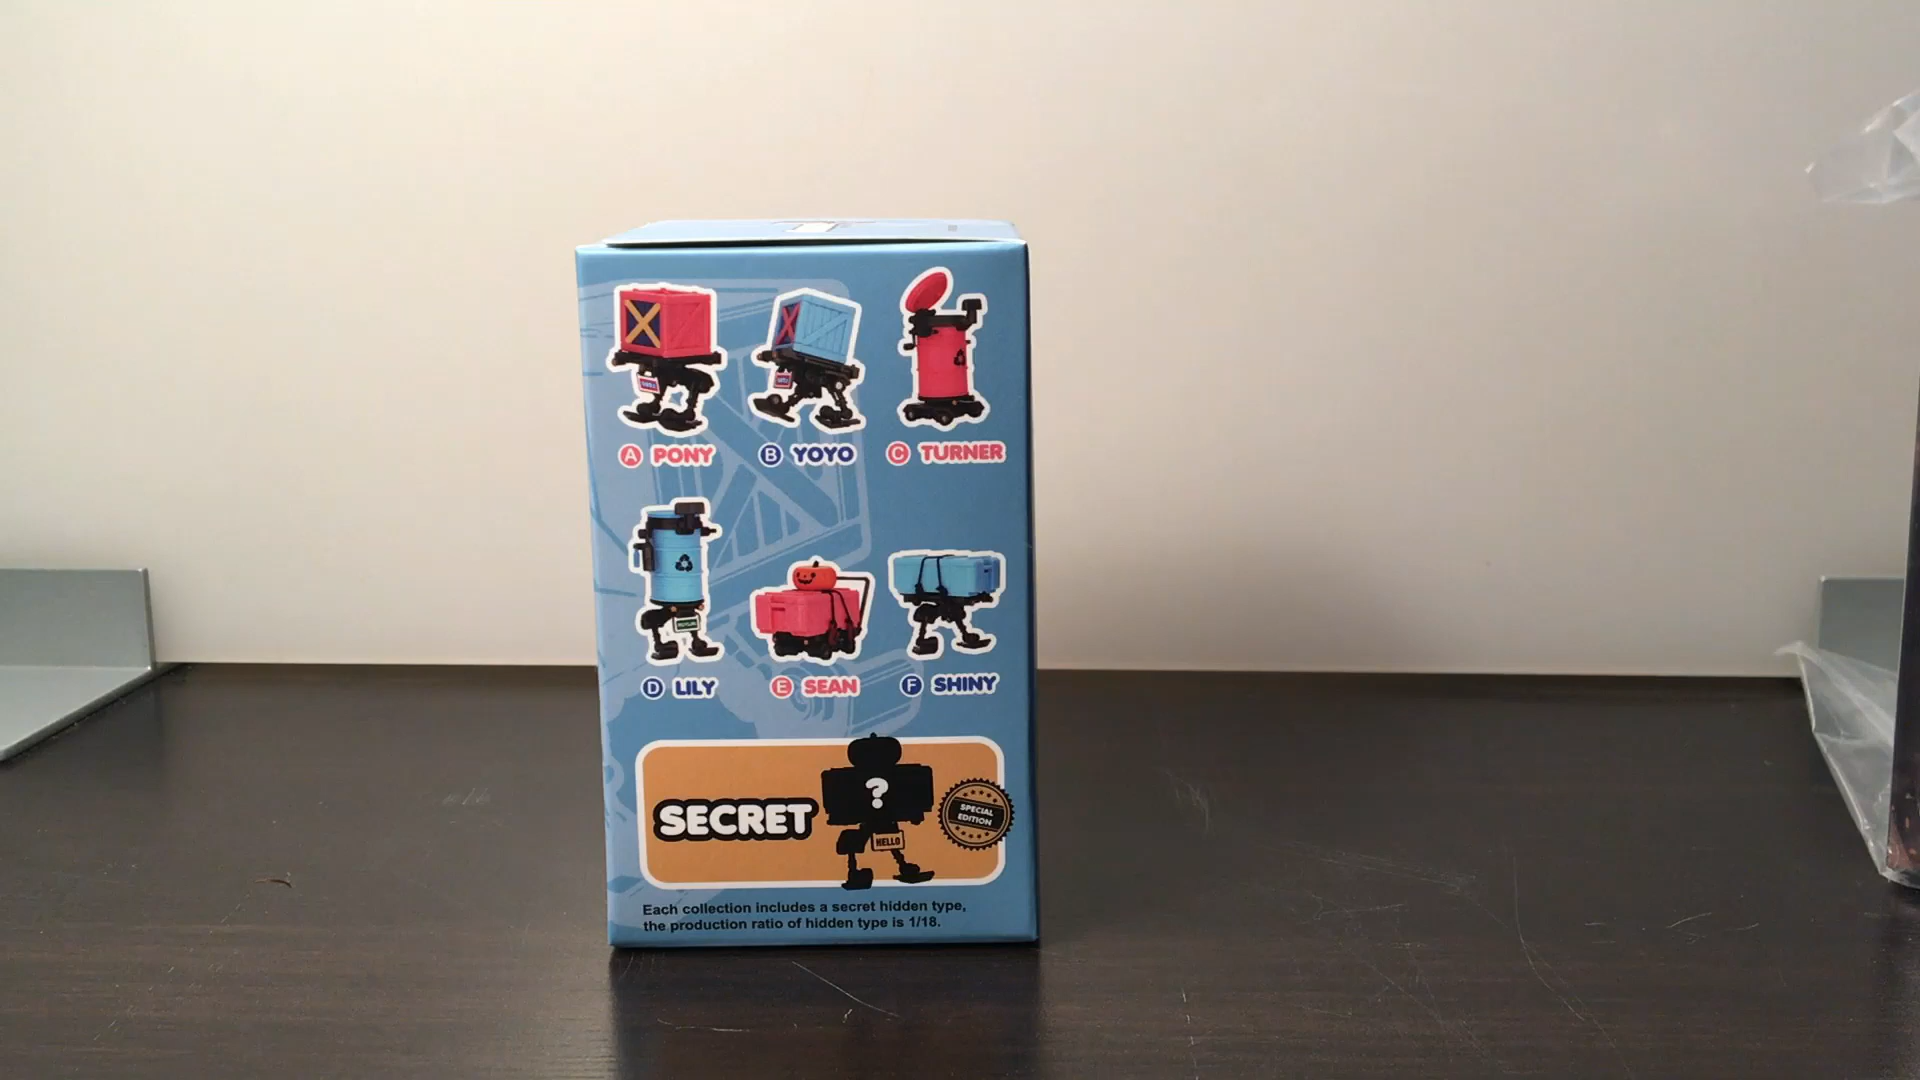 A PONY B YOYO C TURNER
D LILY E SEAN F SHINY
SECRET
?
SPECIAL
EDITION
HELLO
Each collection includes a secret hidden type,
the production ratio of hidden type is 1/18.